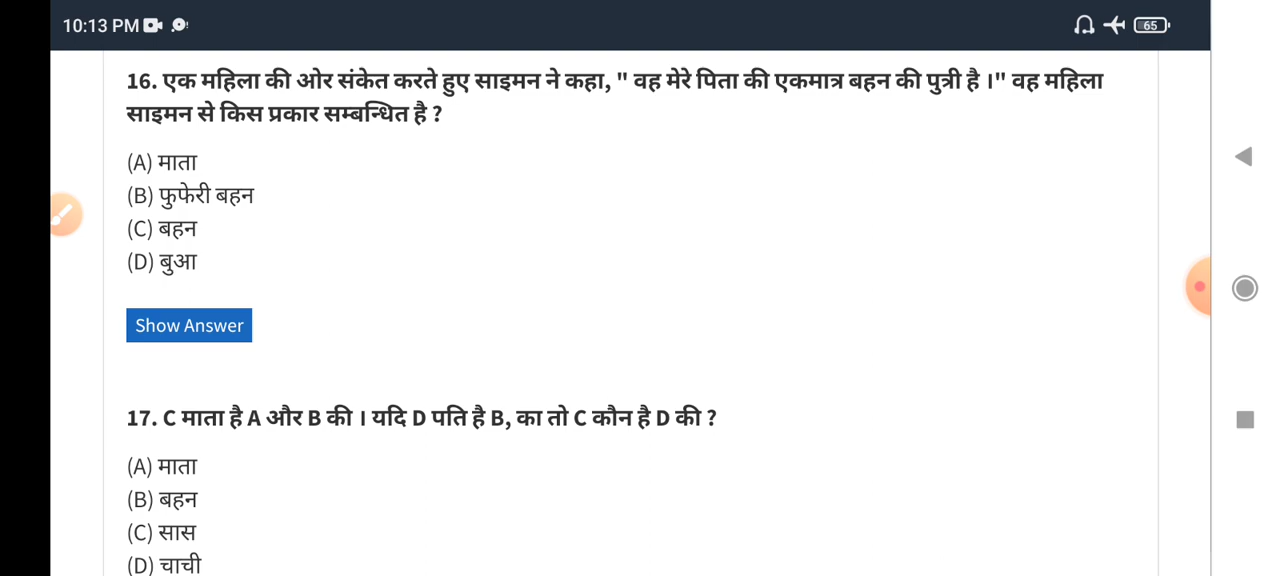 10:13 PM
65
16. एक महिला की ओर संकेत करते हुए साइमन ने कहा, " वह मेरे पिता की एकमात्र बहन की पुत्री है ।" वह महिला
साइमन से किस प्रकार सम्बन्धित है ?
(A) माता
(B) फुफेरी बहन
(C) बहन
(D) बुआ
Show Answer
17. C माता है A और B की । यदि D पति है B, का तो C कौन है D की ?
(A) माता
(B) बहन
(C) सास
(D) चाची